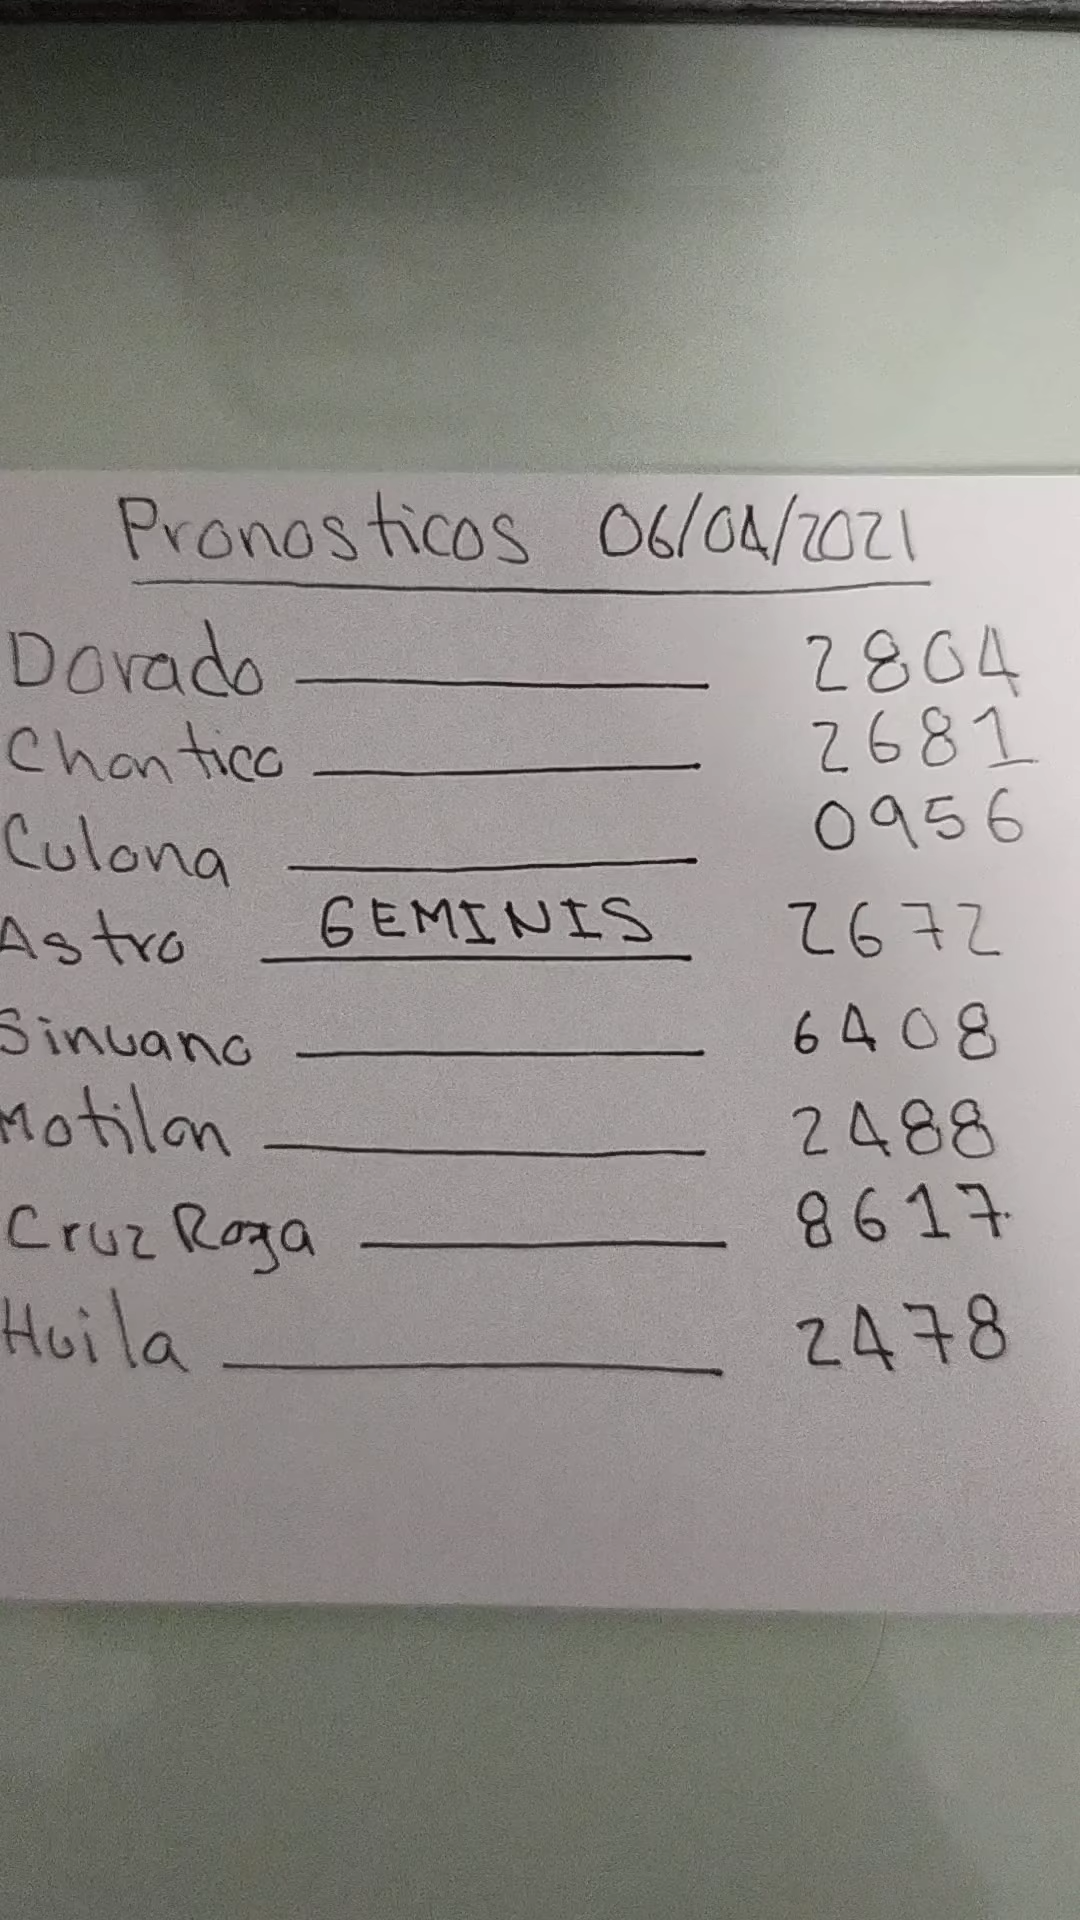 Pronosticos 06/04/2021
Dorado 2804
Chontico 2681
Culona 0956
Astro GEMINIS 2672
Sinuano 6408
Motilon 2488
Cruz Roja 8617
Huila 2478